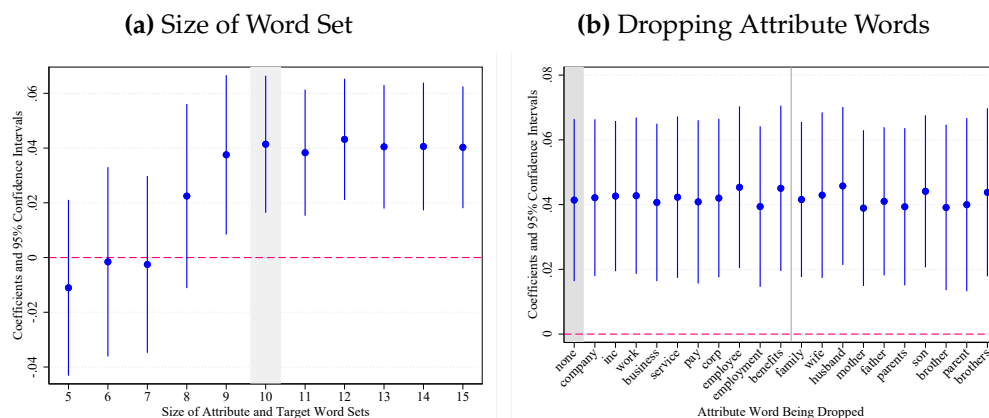 (a) Size of Word Set
Coefficients and 95% Confidence Intervals
.06
.04
.02
0
-.02
-.04
5 6 7 8 9 10 11 12 13 14 15
Size of Attribute and Target Word Sets
(b) Dropping Attribute Words
Coefficients and 95% Confidence Intervals
.08
.06
.04
.02
0
none
company
inc
work
business
service
pay
corp
employee
employment
benefits
family
wife
husband
mother
father
parents
son
brother
parent
brothers
Attribute Word Being Dropped